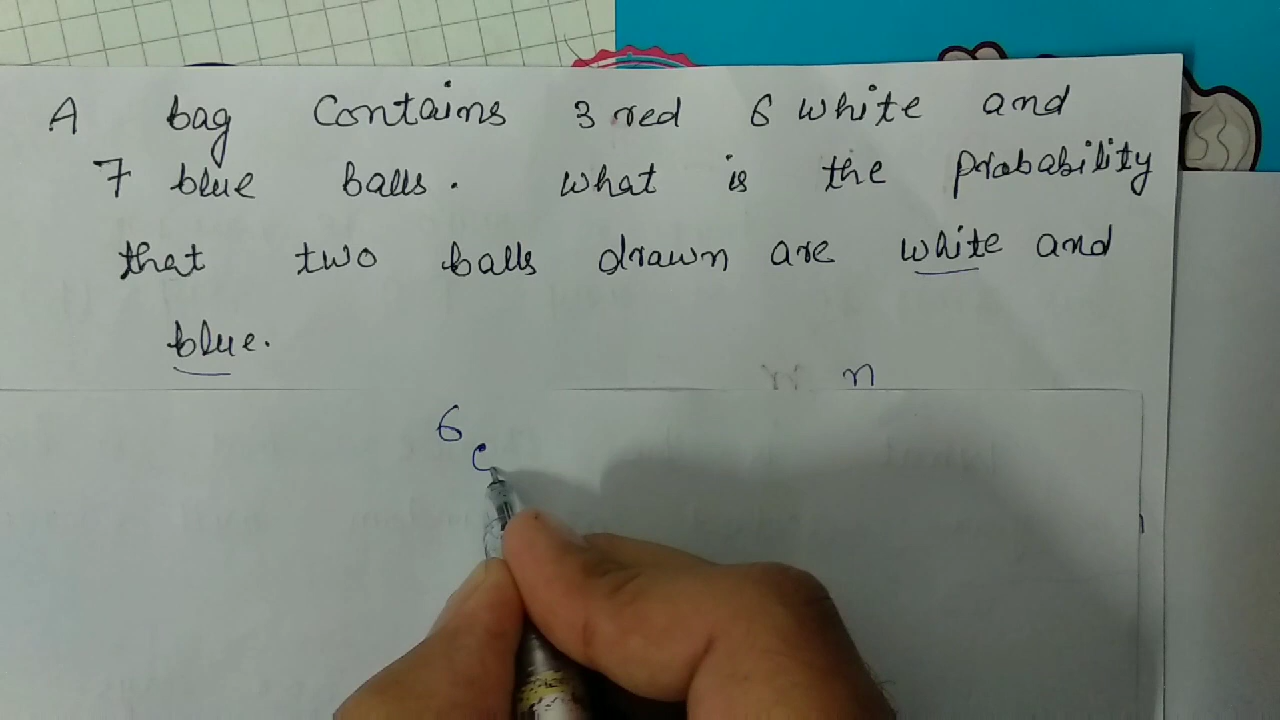 A bag Contains 3 red 6 white and
7 blue balls. What is the probability
that two balls drawn are white and
blue.
n
6 C